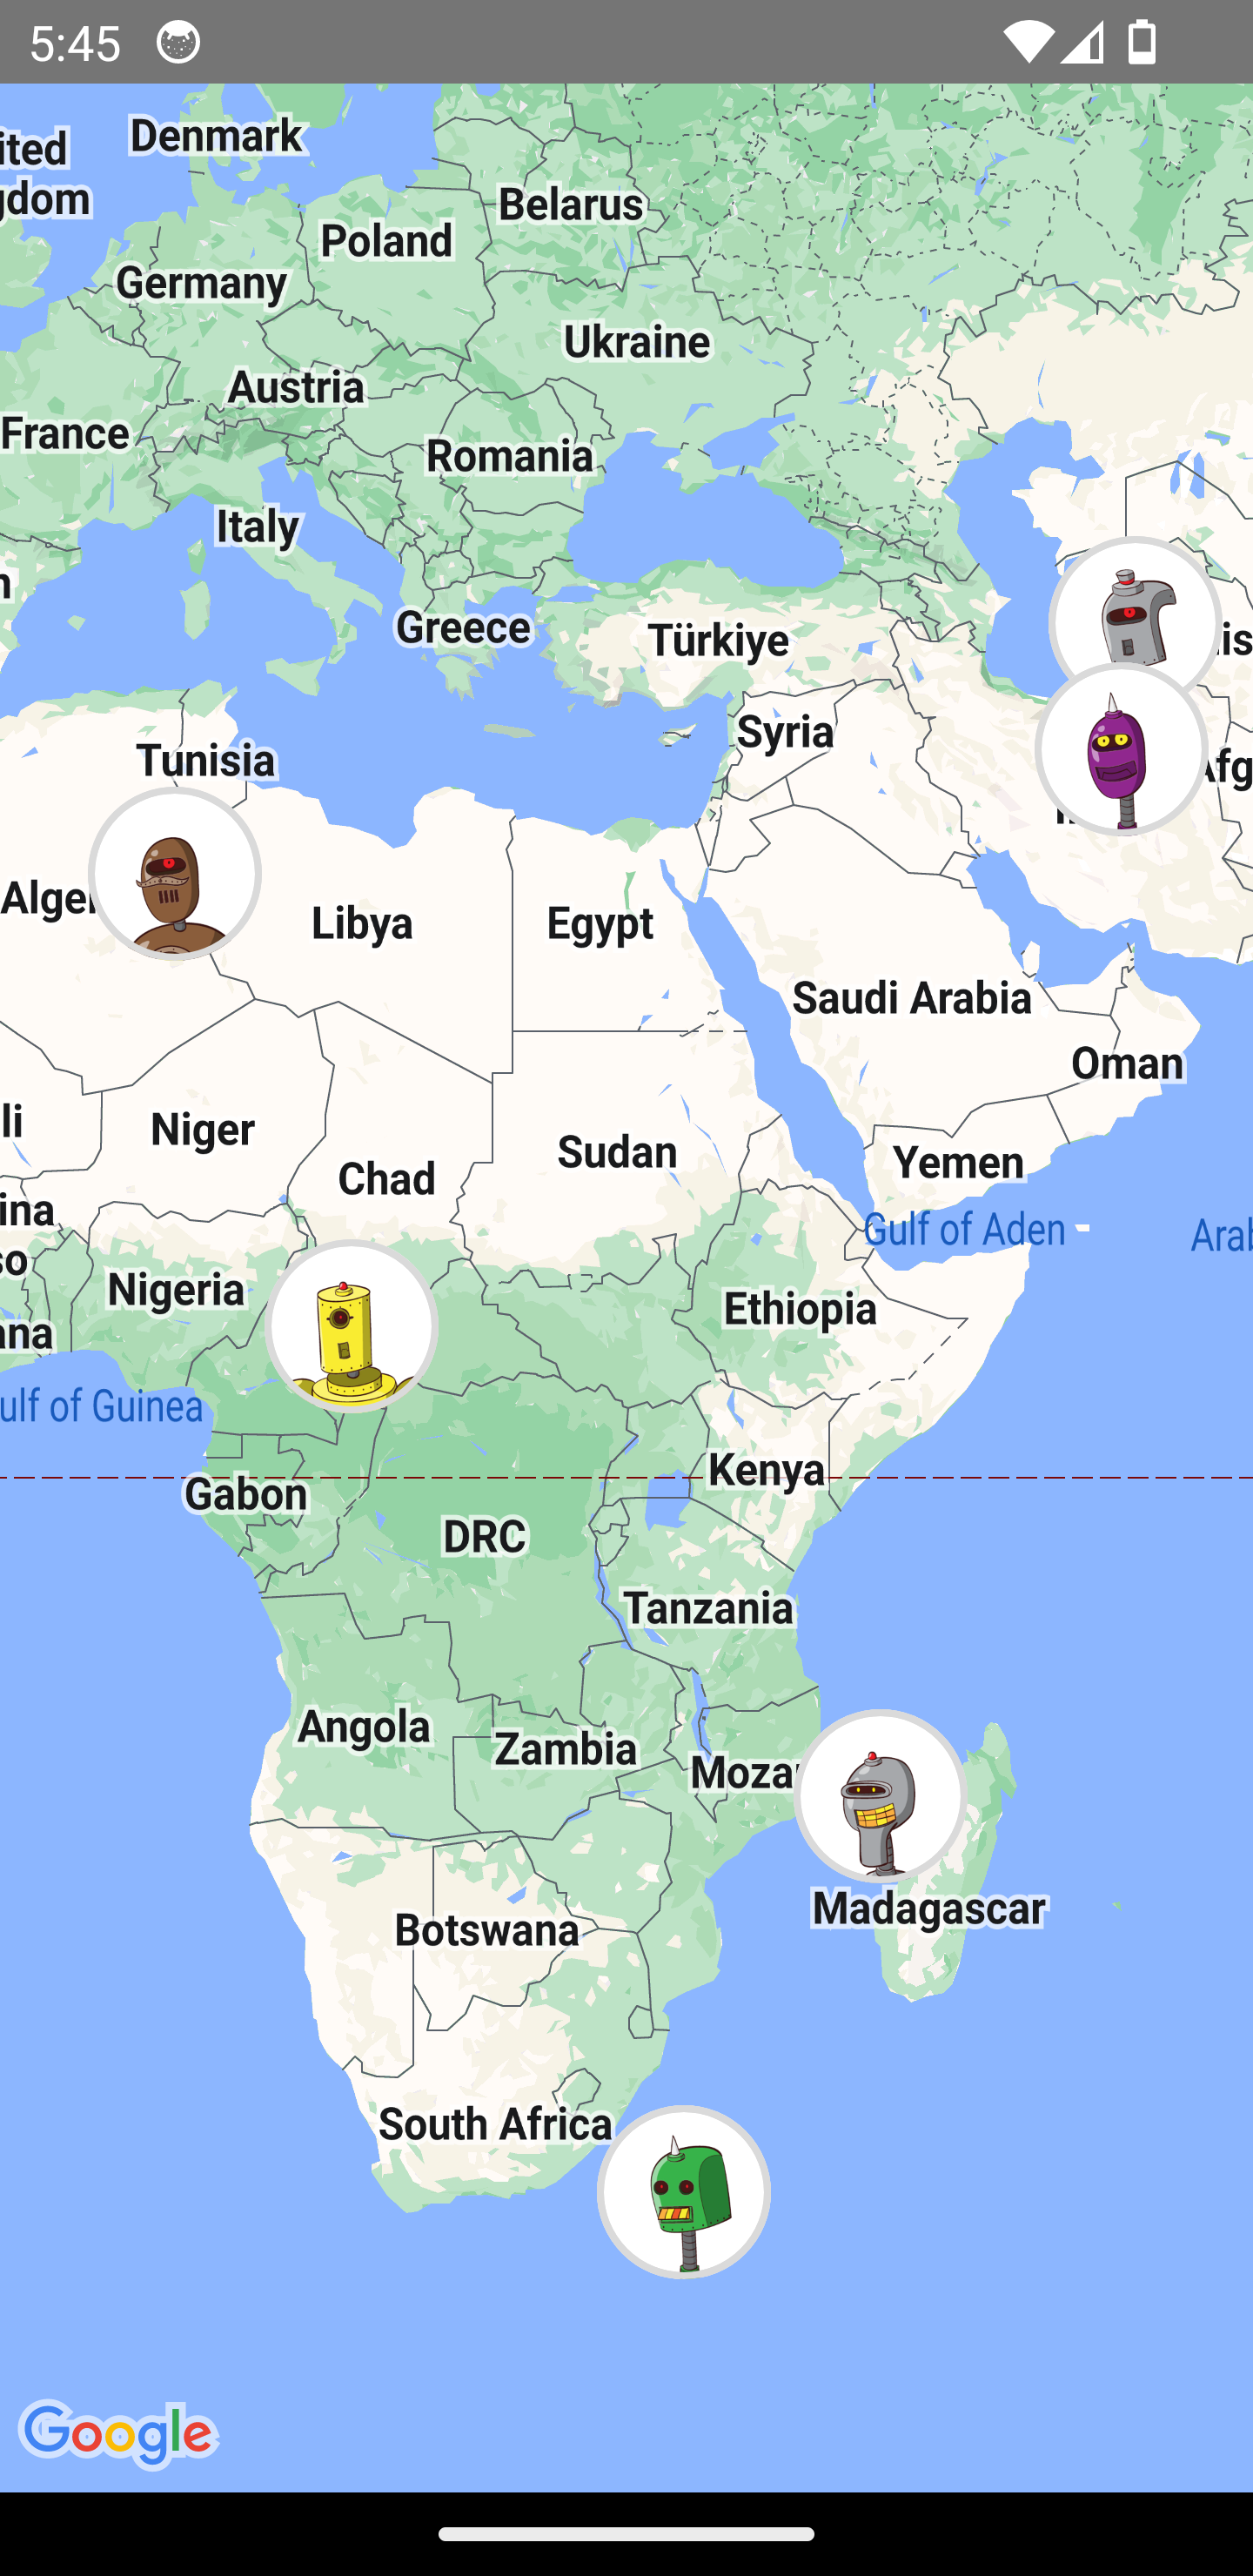 5:45
Denmark
ited
gdom
Belarus
Poland
Germany
Ukraine
Austria
France
Romania
Italy
n
Greece
Türkiye
is
Syria
Tunisia
Afg
Alge
Libya
Egypt
Saudi Arabia
Oman
li
Niger
Sudan
Chad
Yemen
ina
Gulf of Aden
Arab
so
Nigeria
Ethiopia
ana
ulf of Guinea
Kenya
Gabon
DRC
Tanzania
Angola
Zambia
Moza
Madagascar
Botswana
South Africa
Google